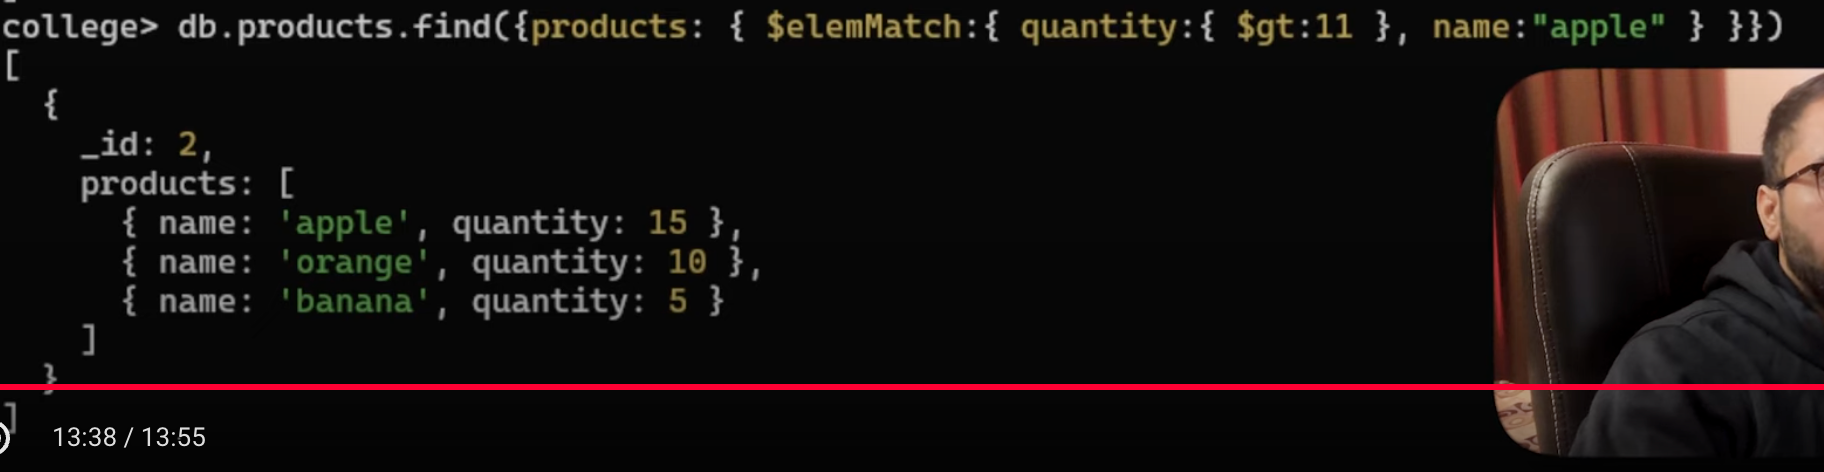 college> db.products.find({products: { $elemMatch:{ quantity:{ $gt:11 }, name:"apple" } }})
[
  {
    _id: 2,
    products: [
      { name: 'apple', quantity: 15 },
      { name: 'orange', quantity: 10 },
      { name: 'banana', quantity: 5 }
    ]
  }
]
13:38 / 13:55